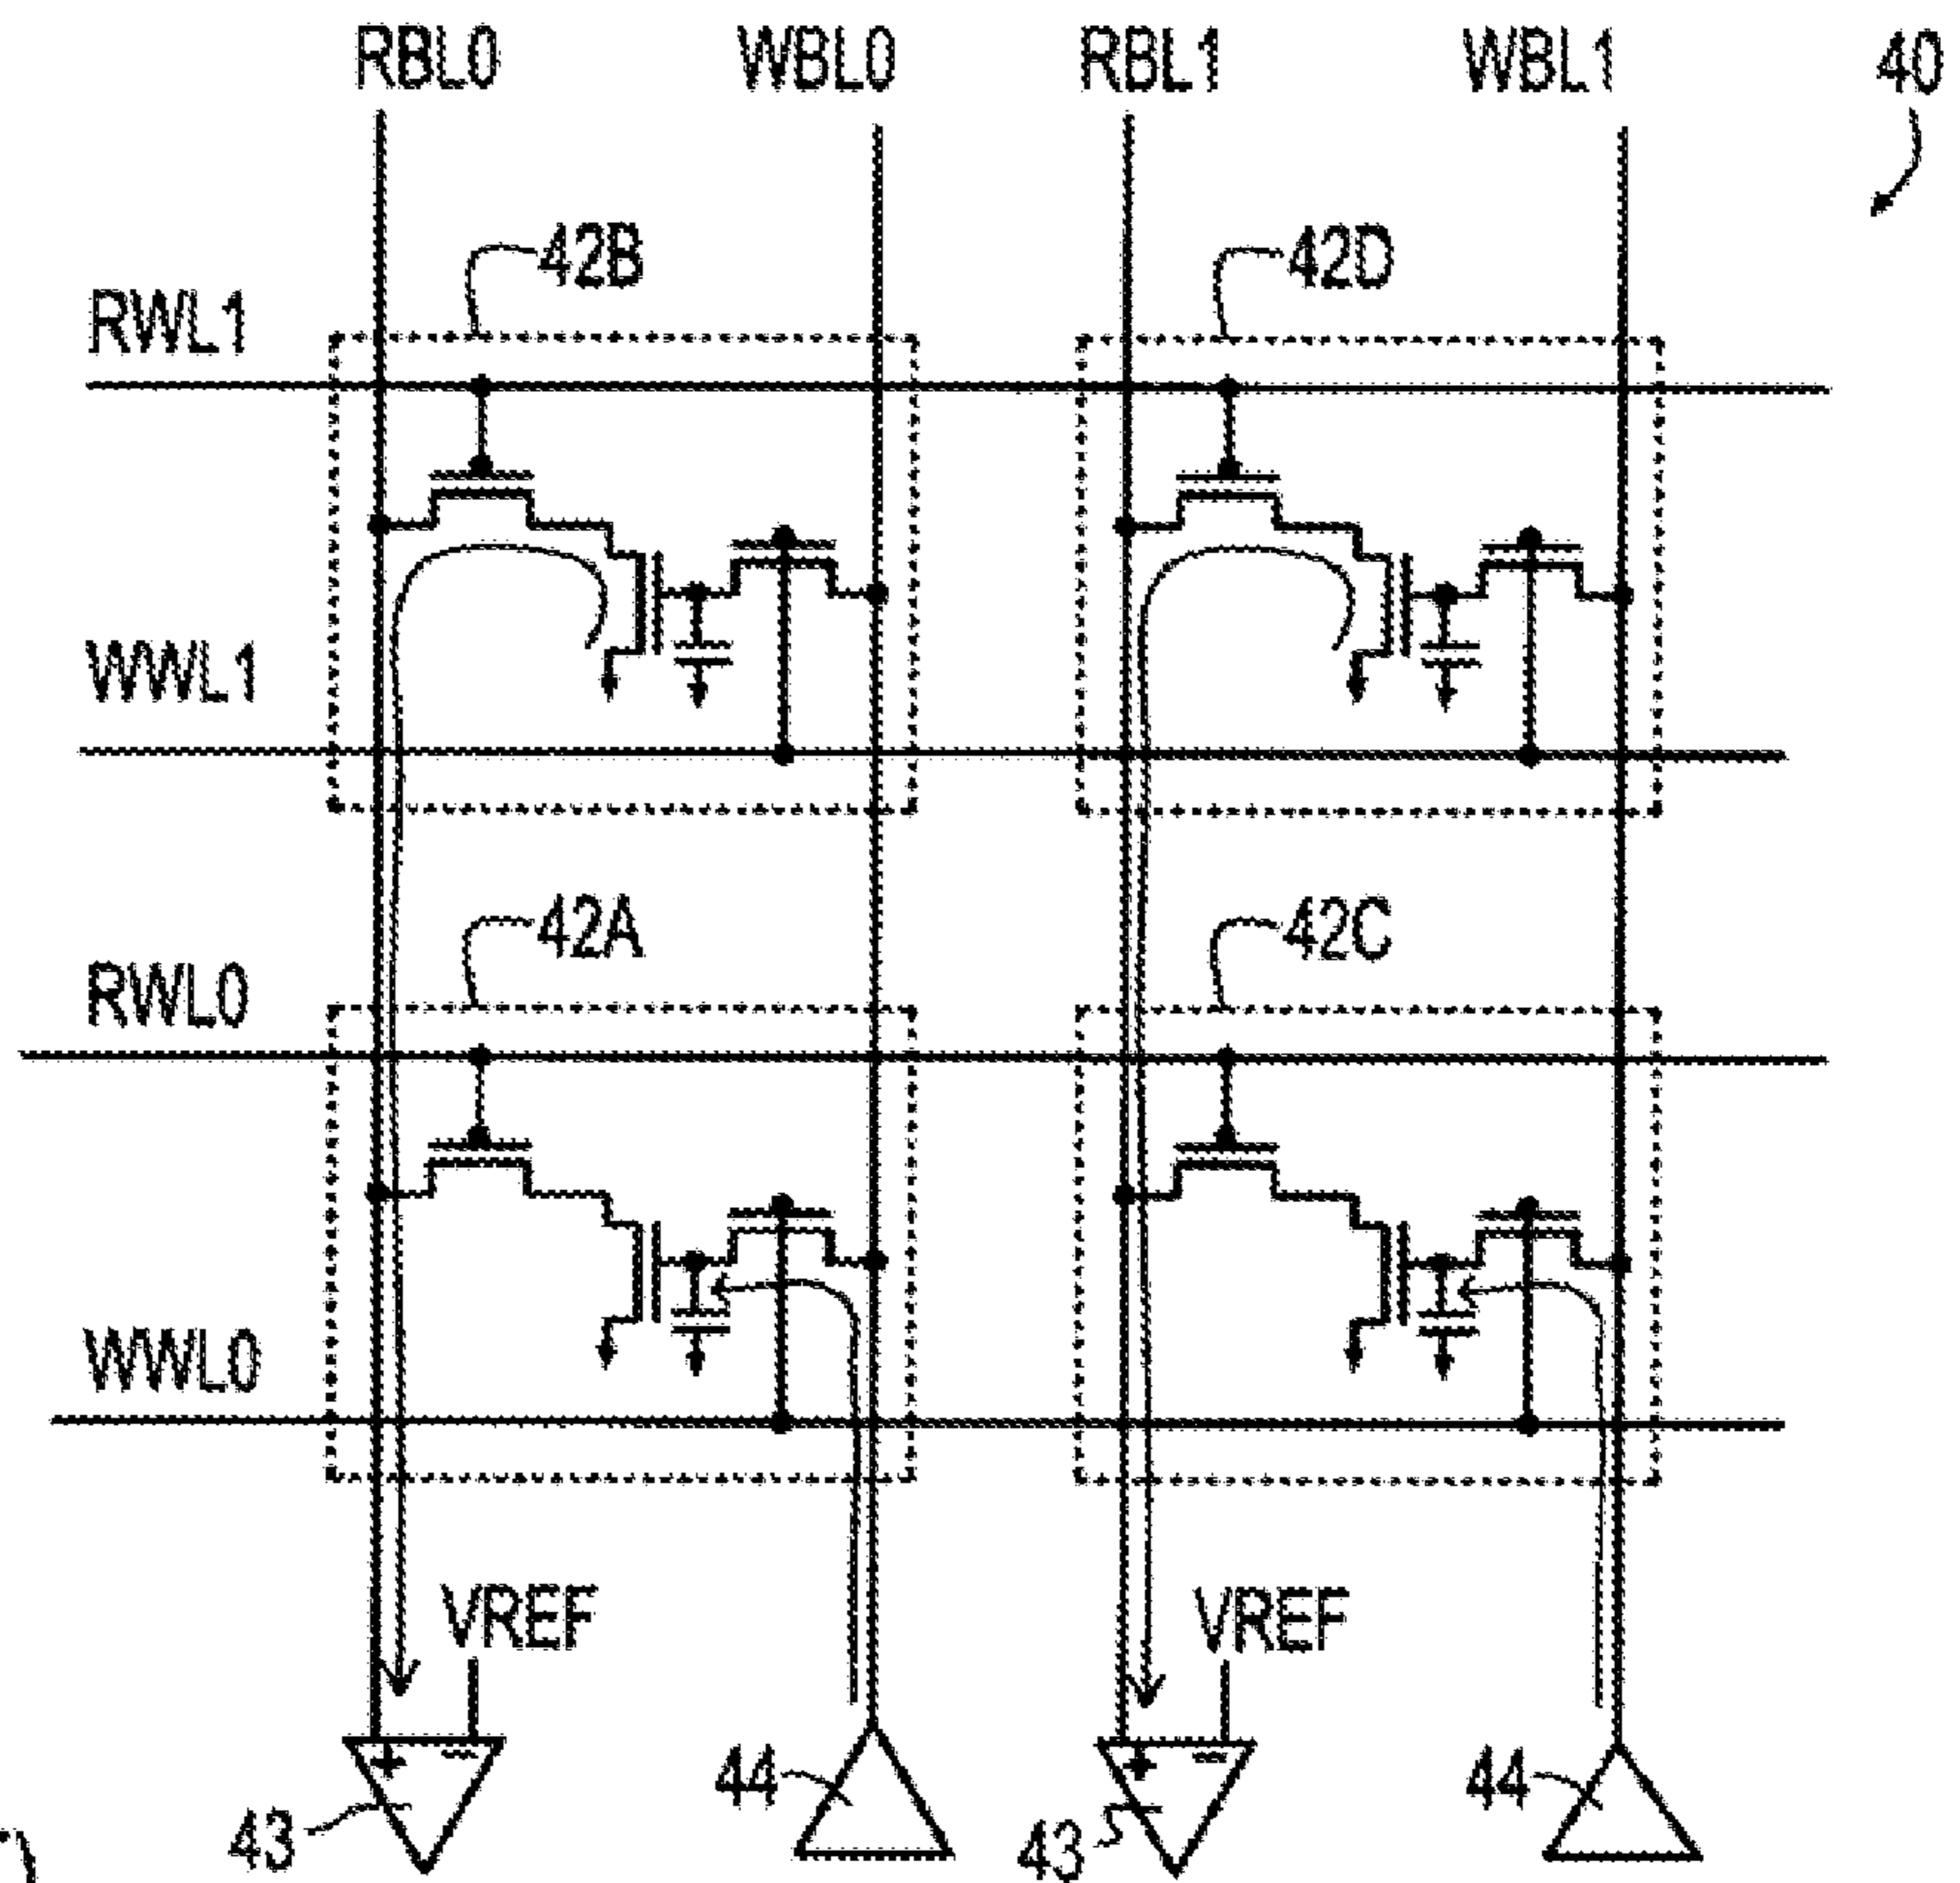 RBL0 WBL0 RBL1 WBL1 40
42B 42D
RWL1
WWL1
42A 42C
RWL0
WWL0
VREF VREF
+ − + −
43 44 43 44